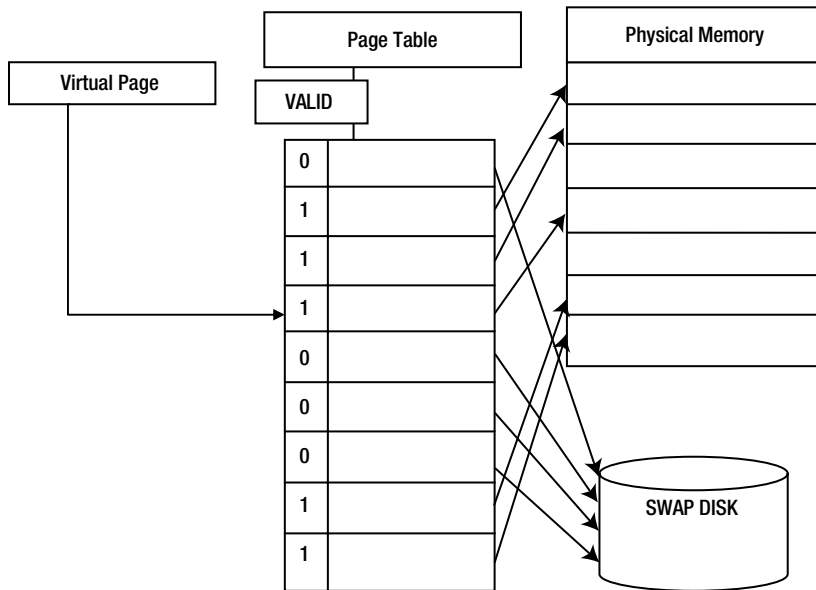 Page Table
Physical Memory
Virtual Page
VALID
0
1
1
1
0
0
0
1
1
SWAP DISK